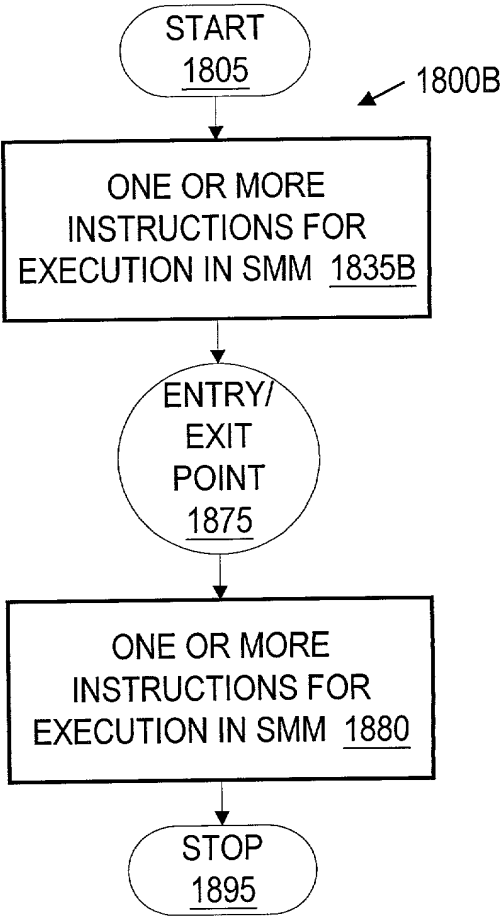 START
1805
1800B
ONE OR MORE
INSTRUCTIONS FOR
EXECUTION IN SMM 1835B
ENTRY/
EXIT
POINT
1875
ONE OR MORE
INSTRUCTIONS FOR
EXECUTION IN SMM 1880
STOP
1895